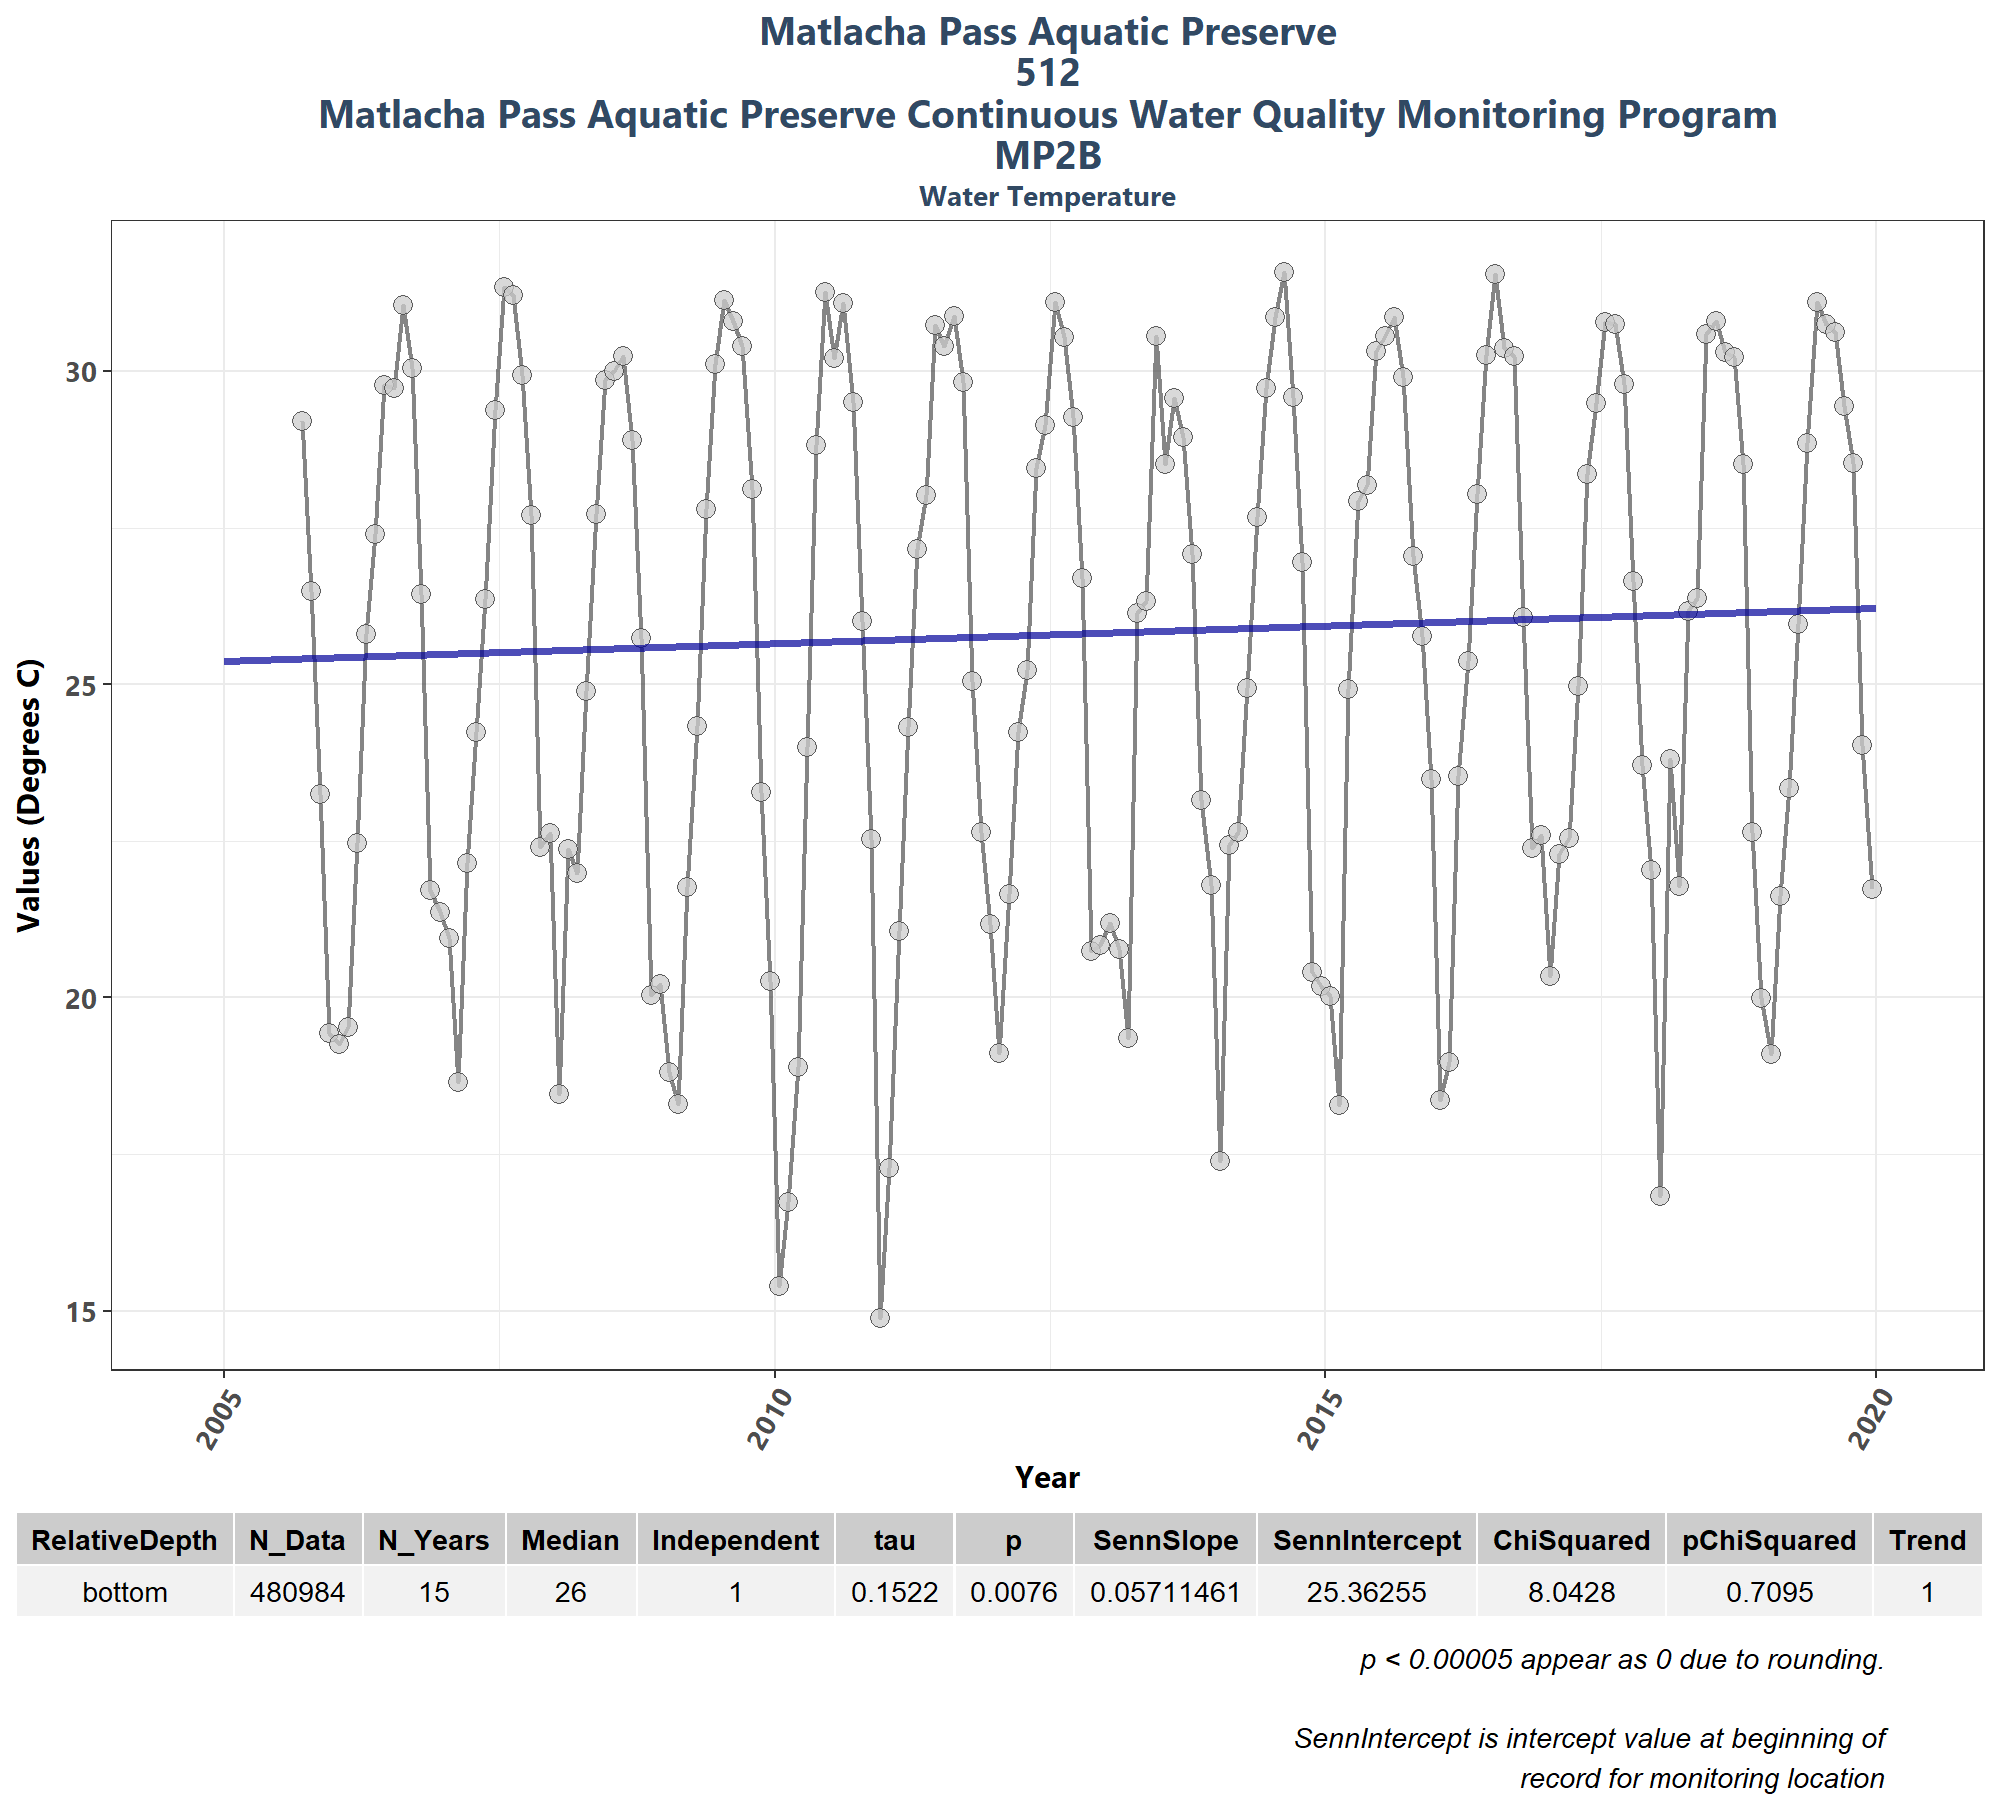 Matlacha Pass Aquatic Preserve
512
Matlacha Pass Aquatic Preserve Continuous Water Quality Monitoring Program
MP2B
Water Temperature
Values (Degrees C)
30
25
20
15
2005
2010
2015
2020
Year
RelativeDepth N_Data N_Years Median Independent tau p SennSlope SennIntercept ChiSquared pChiSquared Trend
bottom 480984 15 26 1 0.1522 0.0076 0.05711461 25.36255 8.0428 0.7095 1
p < 0.00005 appear as 0 due to rounding.
SennIntercept is intercept value at beginning of
record for monitoring location